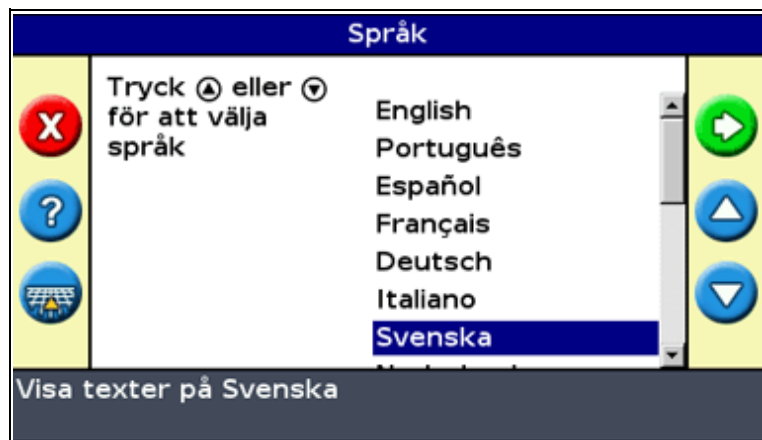 Språk
Tryck ▲ eller ▼
för att välja
språk
English
Português
Español
Français
Deutsch
Italiano
Svenska
Visa texter på Svenska